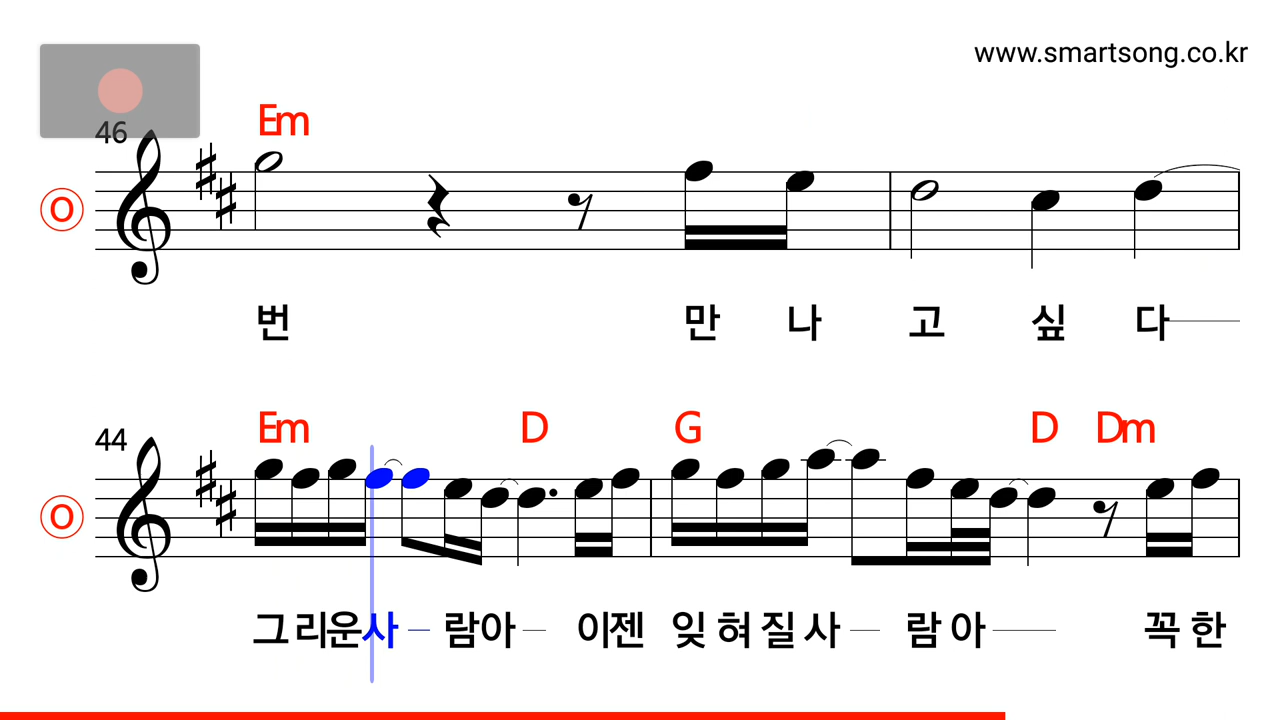 www.smartsong.co.kr
Em
46
O
번 만 나 고 싶 다
Em D G D Dm
44
O
그리운사 람아 이젠 잊혀질사 람아 꼭한